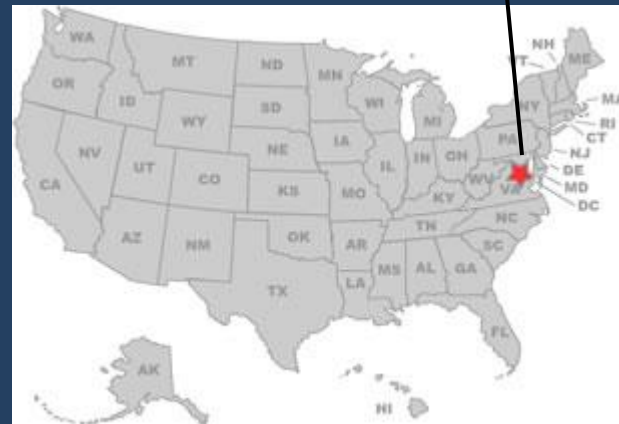 WA
MT
ND
MN
VT
NH
ME
OR
ID
WY
SD
WI
MI
NY
MA
RI
CT
NV
UT
CO
NE
IA
IL
IN
OH
PA
NJ
DE
MD
DC
CA
KS
MO
KY
WV
VA
AZ
NM
OK
AR
TN
NC
SC
TX
LA
MS
AL
GA
FL
AK
HI